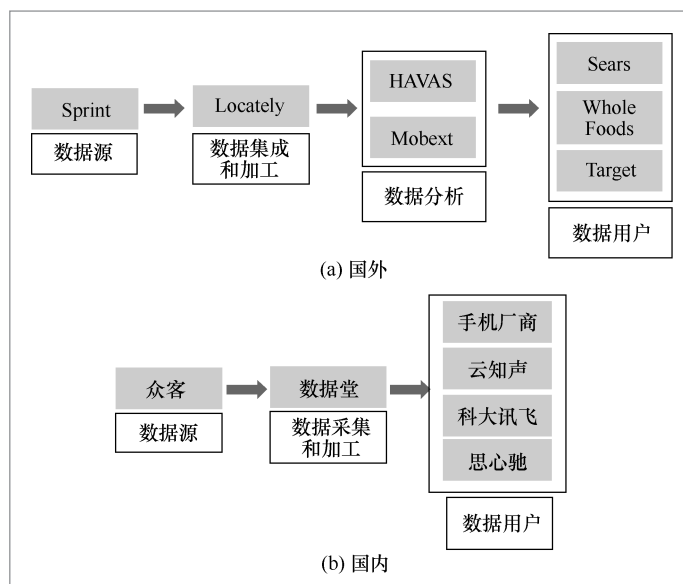 Sprint
数据源
Locately
数据集成
和加工
HAVAS
Mobext
数据分析
Sears
Whole
Foods
Target
数据用户
(a) 国外
众客
数据源
数据堂
数据采集
和加工
手机厂商
云知声
科大讯飞
思心驰
数据用户
(b) 国内